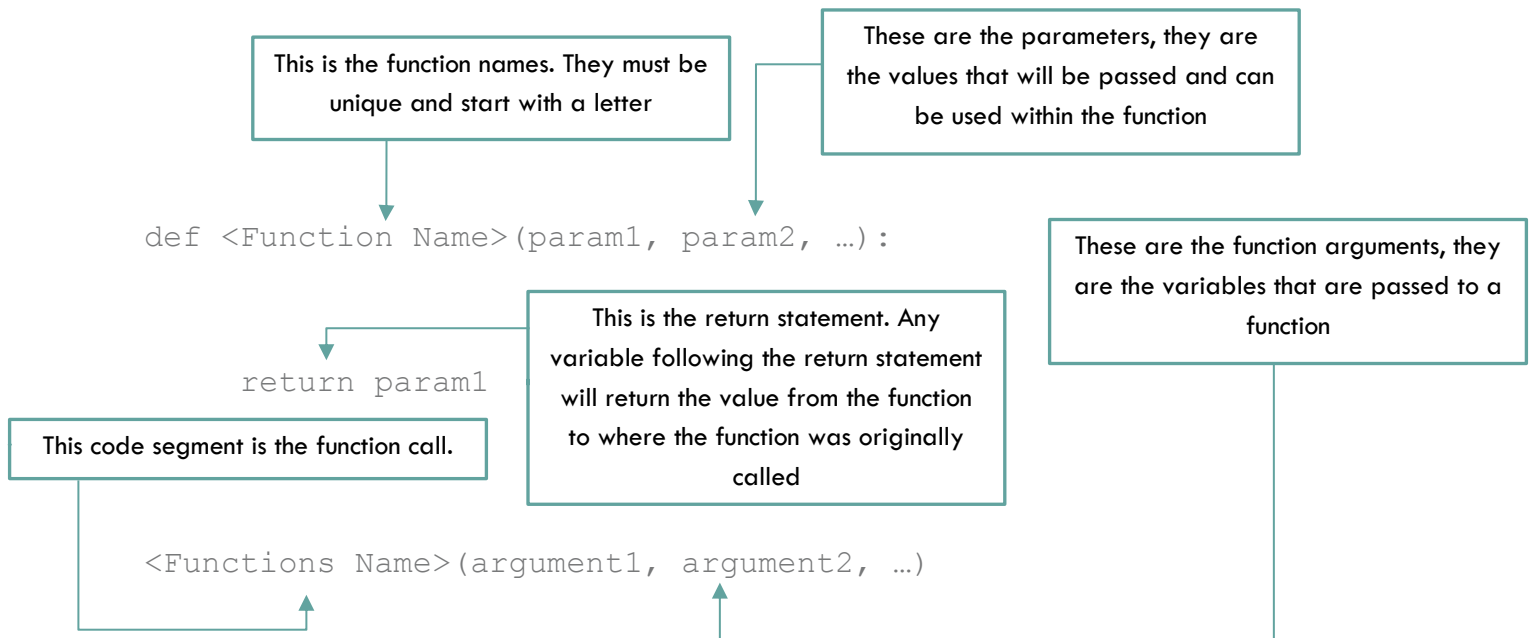 This is the function names. They must be
unique and start with a letter
These are the parameters, they are
the values that will be passed and can
be used within the function
def <Function Name>(param1, param2, …):
These are the function arguments, they
are the variables that are passed to a
function
This is the return statement. Any
variable following the return statement
will return the value from the function
to where the function was originally
called
return param1
This code segment is the function call.
<Functions Name>(argument1, argument2, …)